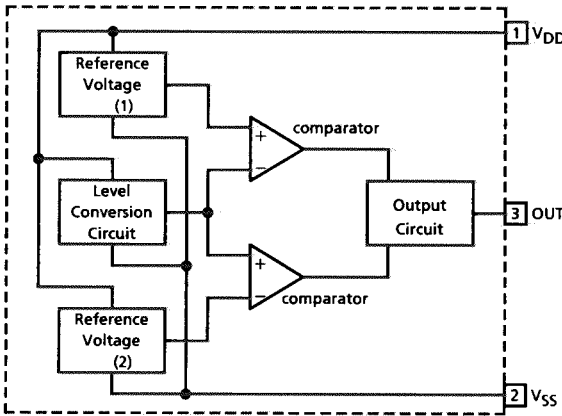 1 VDD
Reference
Voltage
(1)
+
comparator
−
Level
Conversion
Circuit
Output
Circuit
3 OUT
+
−
comparator
Reference
Voltage
(2)
2 VSS